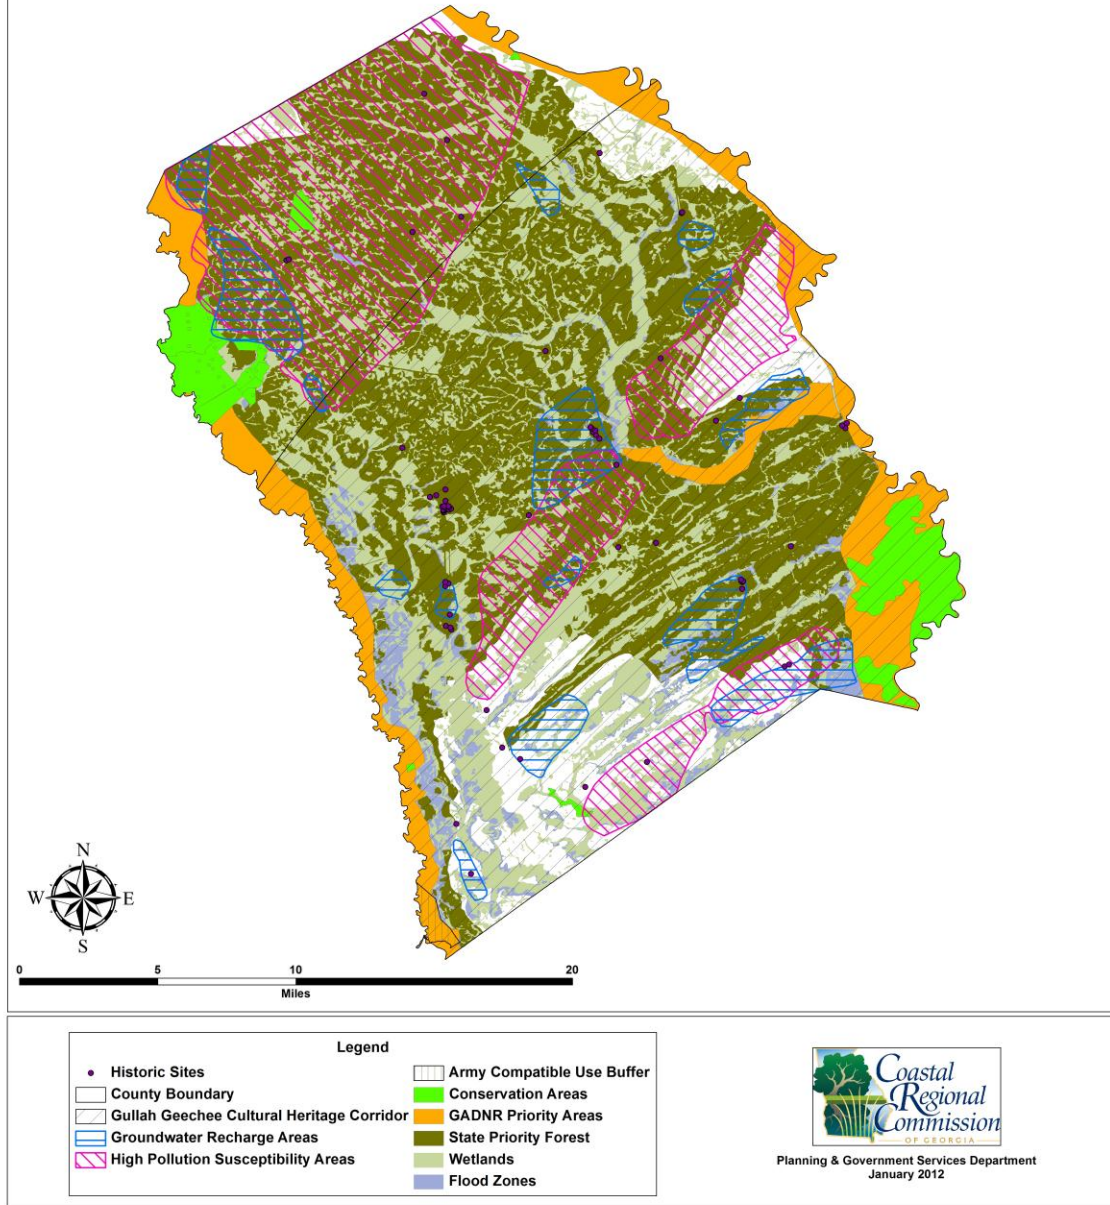 N
W E
S
0 5 10 20
Miles
Legend
Historic Sites
County Boundary
Gullah Geechee Cultural Heritage Corridor
Groundwater Recharge Areas
High Pollution Susceptibility Areas
Army Compatible Use Buffer
Conservation Areas
GADNR Priority Areas
State Priority Forest
Wetlands
Flood Zones
Coastal
Regional
Commission
OF GEORGIA
Planning & Government Services Department
January 2012